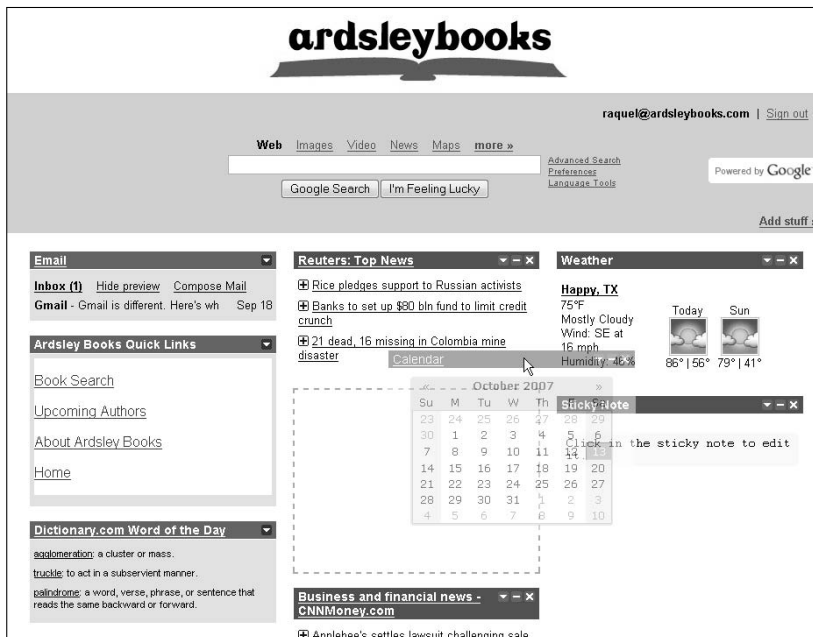 ardsleybooks
raquel@ardsleybooks.com | Sign out
Web Images Video News Maps more »
Advanced Search
Preferences
Language Tools
Google Search I'm Feeling Lucky
Powered by Google
Add stuff
Email
Inbox (1) Hide preview Compose Mail
Gmail - Gmail is different. Here's wh Sep 18
Ardsley Books Quick Links
Book Search
Upcoming Authors
About Ardsley Books
Home
Dictionary.com Word of the Day
agglomeration: a cluster or mass.
truckle: to act in a subservient manner.
palindrome: a word, verse, phrase, or sentence that
reads the same backward or forward.
Reuters: Top News
Rice pledges support to Russian activists
Banks to set up $80 bln fund to limit credit
crunch
21 dead, 16 missing in Colombia mine
disaster
Calendar
« October 2007 »
Su M Tu W Th F Sa
23 24 25 26 27 28 29
30 1 2 3 4 5 6
7 8 9 10 11 12 13
14 15 16 17 18 19 20
21 22 23 24 25 26 27
28 29 30 31 1 2 3
4 5 6 7 8 9 10
Business and financial news -
CNNMoney.com
Applebee's settles lawsuit challenging sale
Weather
Happy, TX
75°F
Mostly Cloudy
Wind: SE at
16 mph
Humidity: 46%
Today Sun
86° | 56° 79° | 41°
Sticky Note
Click in the sticky note to edit
it.